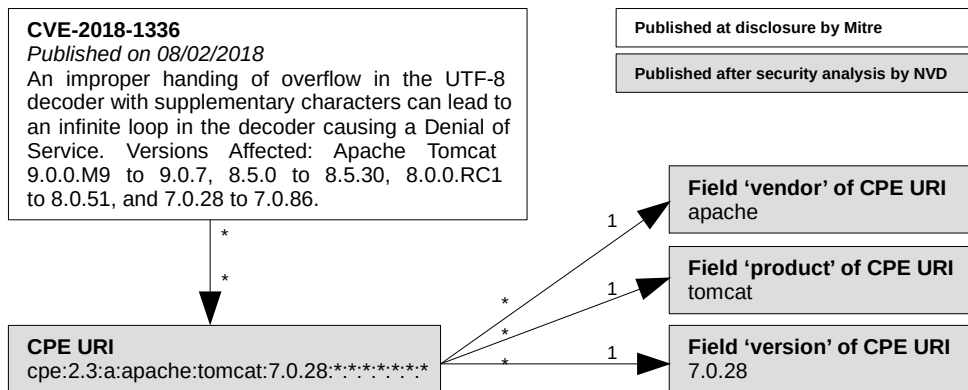 CVE-2018-1336
Published on 08/02/2018
An improper handing of overflow in the UTF-8
decoder with supplementary characters can lead to
an infinite loop in the decoder causing a Denial of
Service. Versions Affected: Apache Tomcat
9.0.0.M9 to 9.0.7, 8.5.0 to 8.5.30, 8.0.0.RC1
to 8.0.51, and 7.0.28 to 7.0.86.
Published at disclosure by Mitre
Published after security analysis by NVD
*
*
CPE URI
cpe:2.3:a:apache:tomcat:7.0.28:*:*:*:*:*:*:*
*
1
Field ‘vendor’ of CPE URI
apache
*
1
Field ‘product’ of CPE URI
tomcat
*
1
Field ‘version’ of CPE URI
7.0.28